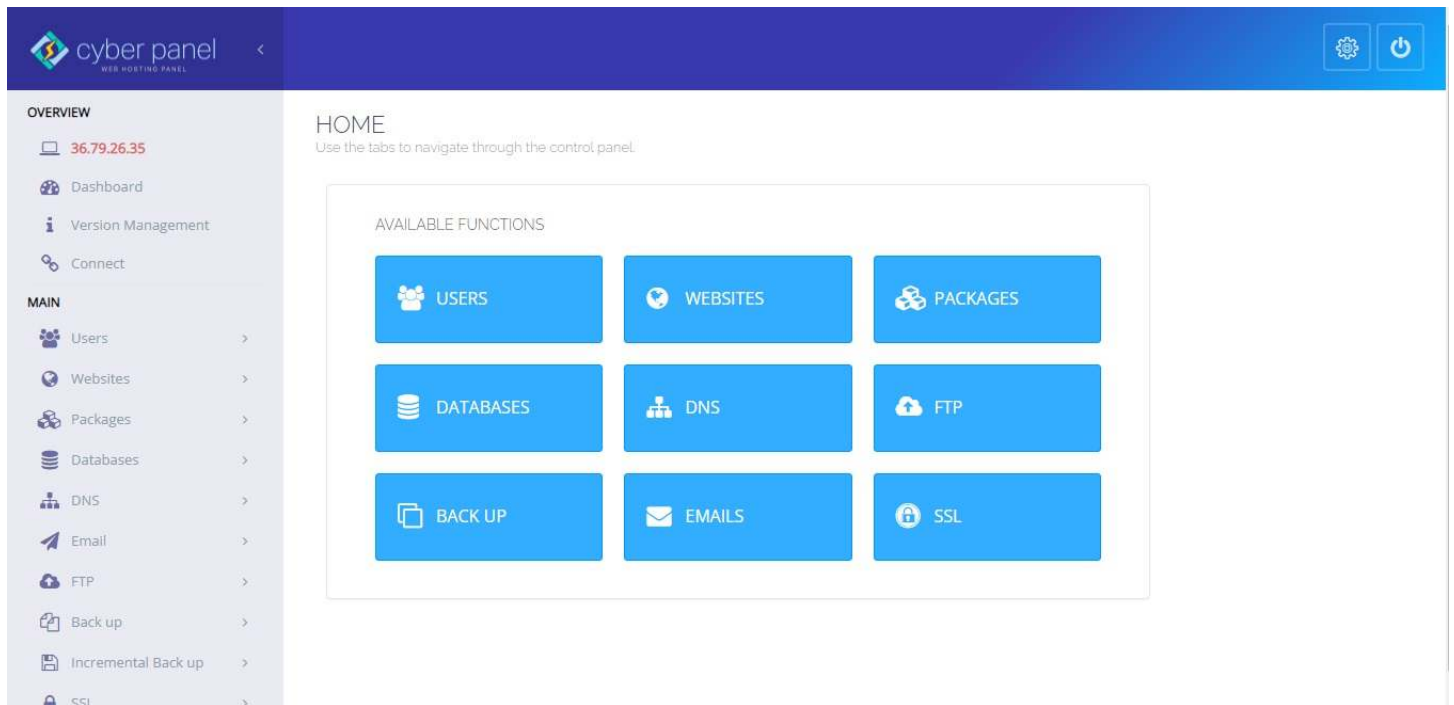 cyber panel
WEB HOSTING PANEL
OVERVIEW
36.79.26.35
Dashboard
Version Management
Connect
MAIN
Users
Websites
Packages
Databases
DNS
Email
FTP
Back up
Incremental Back up
SSL
HOME
Use the tabs to navigate through the control panel.
AVAILABLE FUNCTIONS
USERS
WEBSITES
PACKAGES
DATABASES
DNS
FTP
BACK UP
EMAILS
SSL